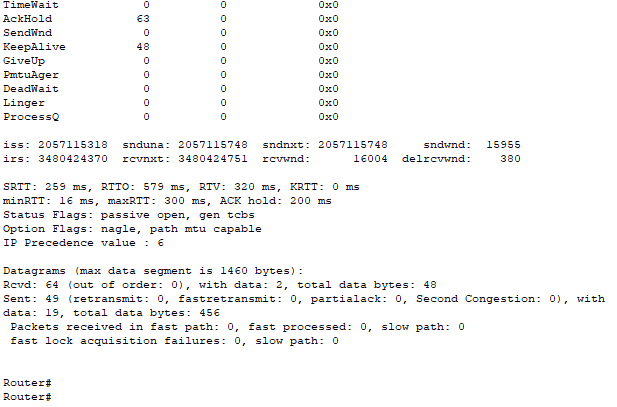 TimeWait 0 0 0x0
AckHold 63 0 0x0
SendWnd 0 0 0x0
KeepAlive 48 0 0x0
GiveUp 0 0 0x0
PmtuAger 0 0 0x0
DeadWait 0 0 0x0
Linger 0 0 0x0
ProcessQ 0 0 0x0
iss: 2057115318 snduna: 2057115748 sndnxt: 2057115748 sndwnd: 15955
irs: 3480424370 rcvnxt: 3480424751 rcvwnd: 16004 delrcvwnd: 380
SRTT: 259 ms, RTTO: 579 ms, RTV: 320 ms, KRTT: 0 ms
minRTT: 16 ms, maxRTT: 300 ms, ACK hold: 200 ms
Status Flags: passive open, gen tcbs
Option Flags: nagle, path mtu capable
IP Precedence value : 6
Datagrams (max data segment is 1460 bytes):
Rcvd: 64 (out of order: 0), with data: 2, total data bytes: 48
Sent: 49 (retransmit: 0, fastretransmit: 0, partialack: 0, Second Congestion: 0), with
data: 19, total data bytes: 456
Packets received in fast path: 0, fast processed: 0, slow path: 0
fast lock acquisition failures: 0, slow path: 0
Router#
Router#